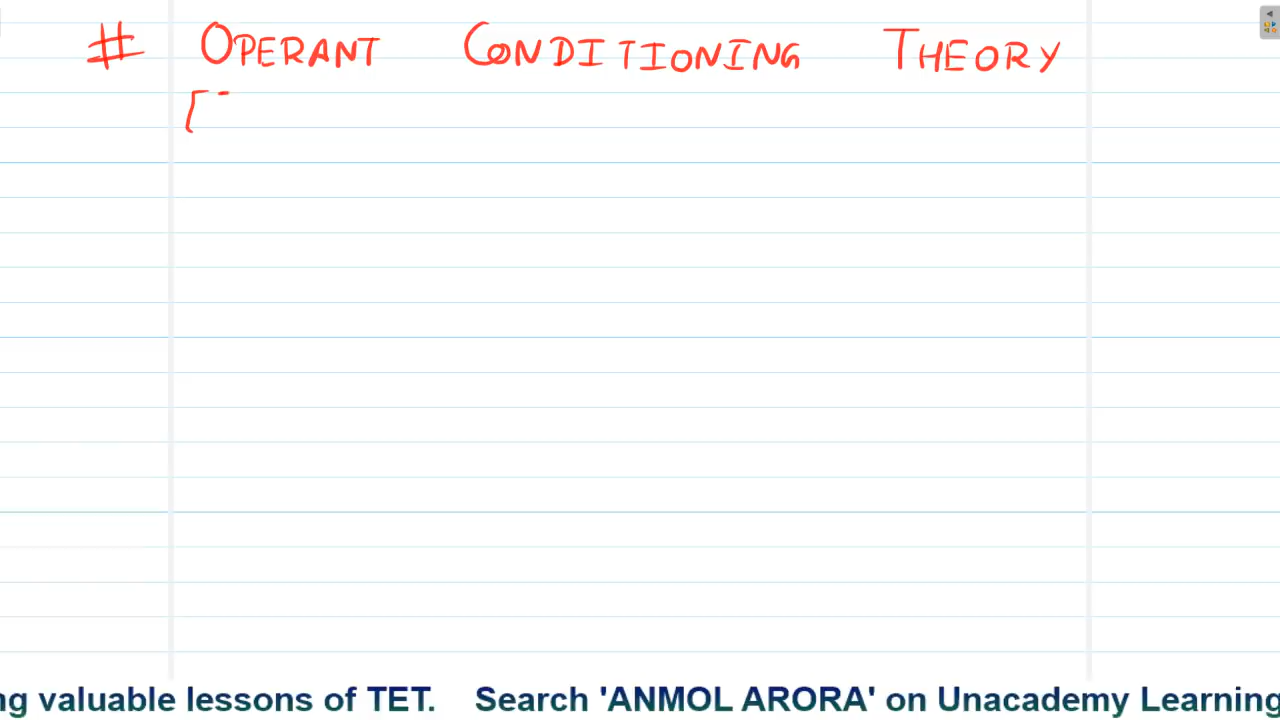 # OPERANT CONDITIONING THEORY
[
ng valuable lessons of TET. Search 'ANMOL ARORA' on Unacademy Learning